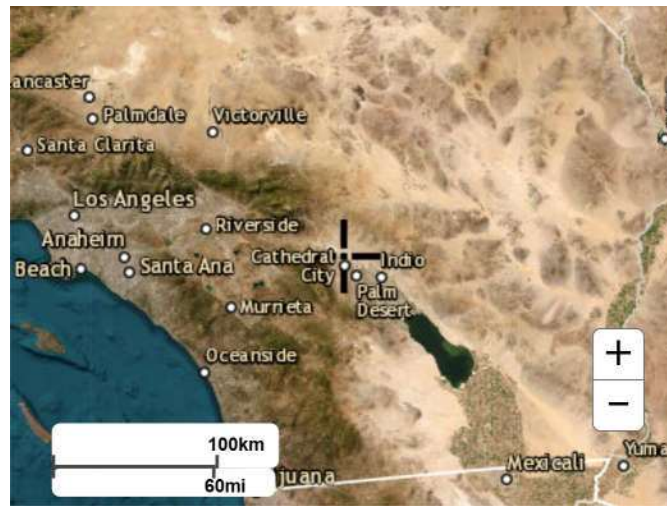 ancaster
Palmdale
Victorville
Santa Clarita
Los Angeles
Riverside
Anaheim
Cathedral
City
Indio
Beach
Santa Ana
Palm
Desert
Murrieta
Oceanside
+
−
100km
60mi
juana
Mexicali
Yuma